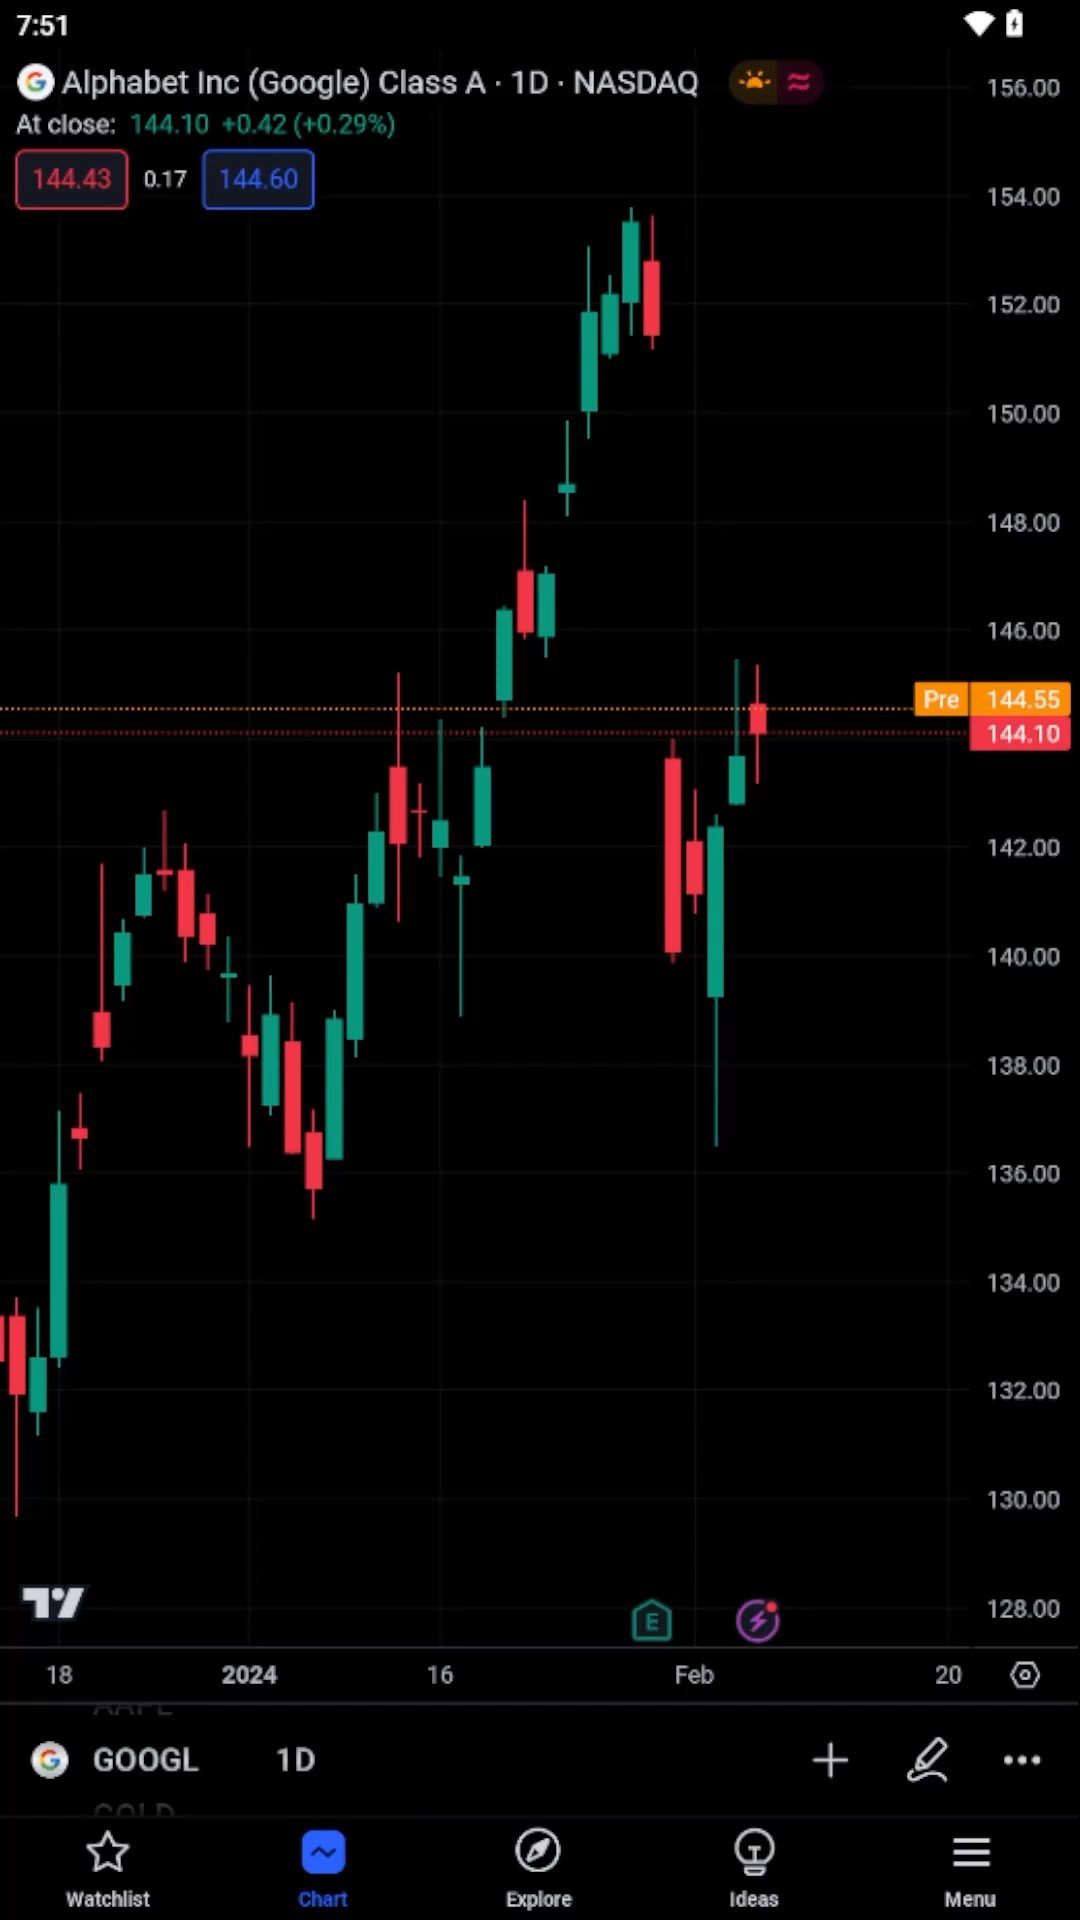 7:51
Alphabet Inc (Google) Class A · 1D · NASDAQ
At close: 144.10 +0.42 (+0.29%)
144.43 0.17 144.60
156.00
154.00
152.00
150.00
148.00
146.00
Pre 144.55
144.10
142.00
140.00
138.00
136.00
134.00
132.00
130.00
128.00
E
18 2024 16 Feb 20
AAPL
GOOGL 1D
GOLD
Watchlist Chart Explore Ideas Menu